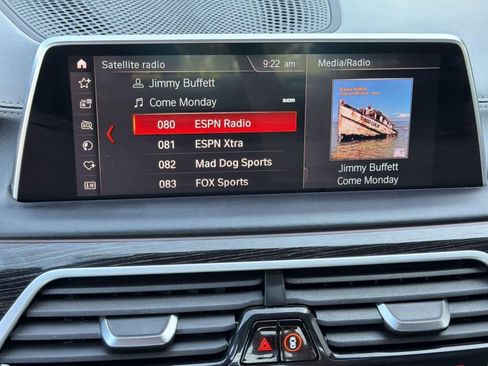 Satellite radio
9:22 am
Media/Radio
Jimmy Buffett
Come Monday
080 ESPN Radio
081 ESPN Xtra
082 Mad Dog Sports
083 FOX Sports
Jimmy Buffett
Come Monday